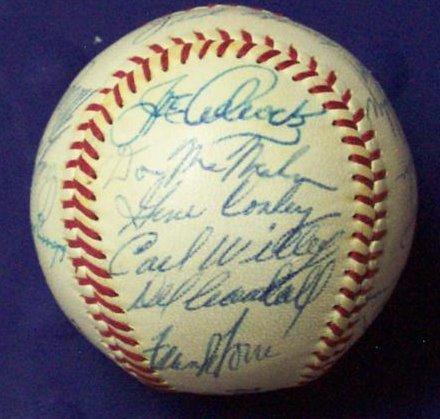 Joe Adcock
Don McMahon
Gene Conley
Carl Willey
Del Crandall
Frank Torre